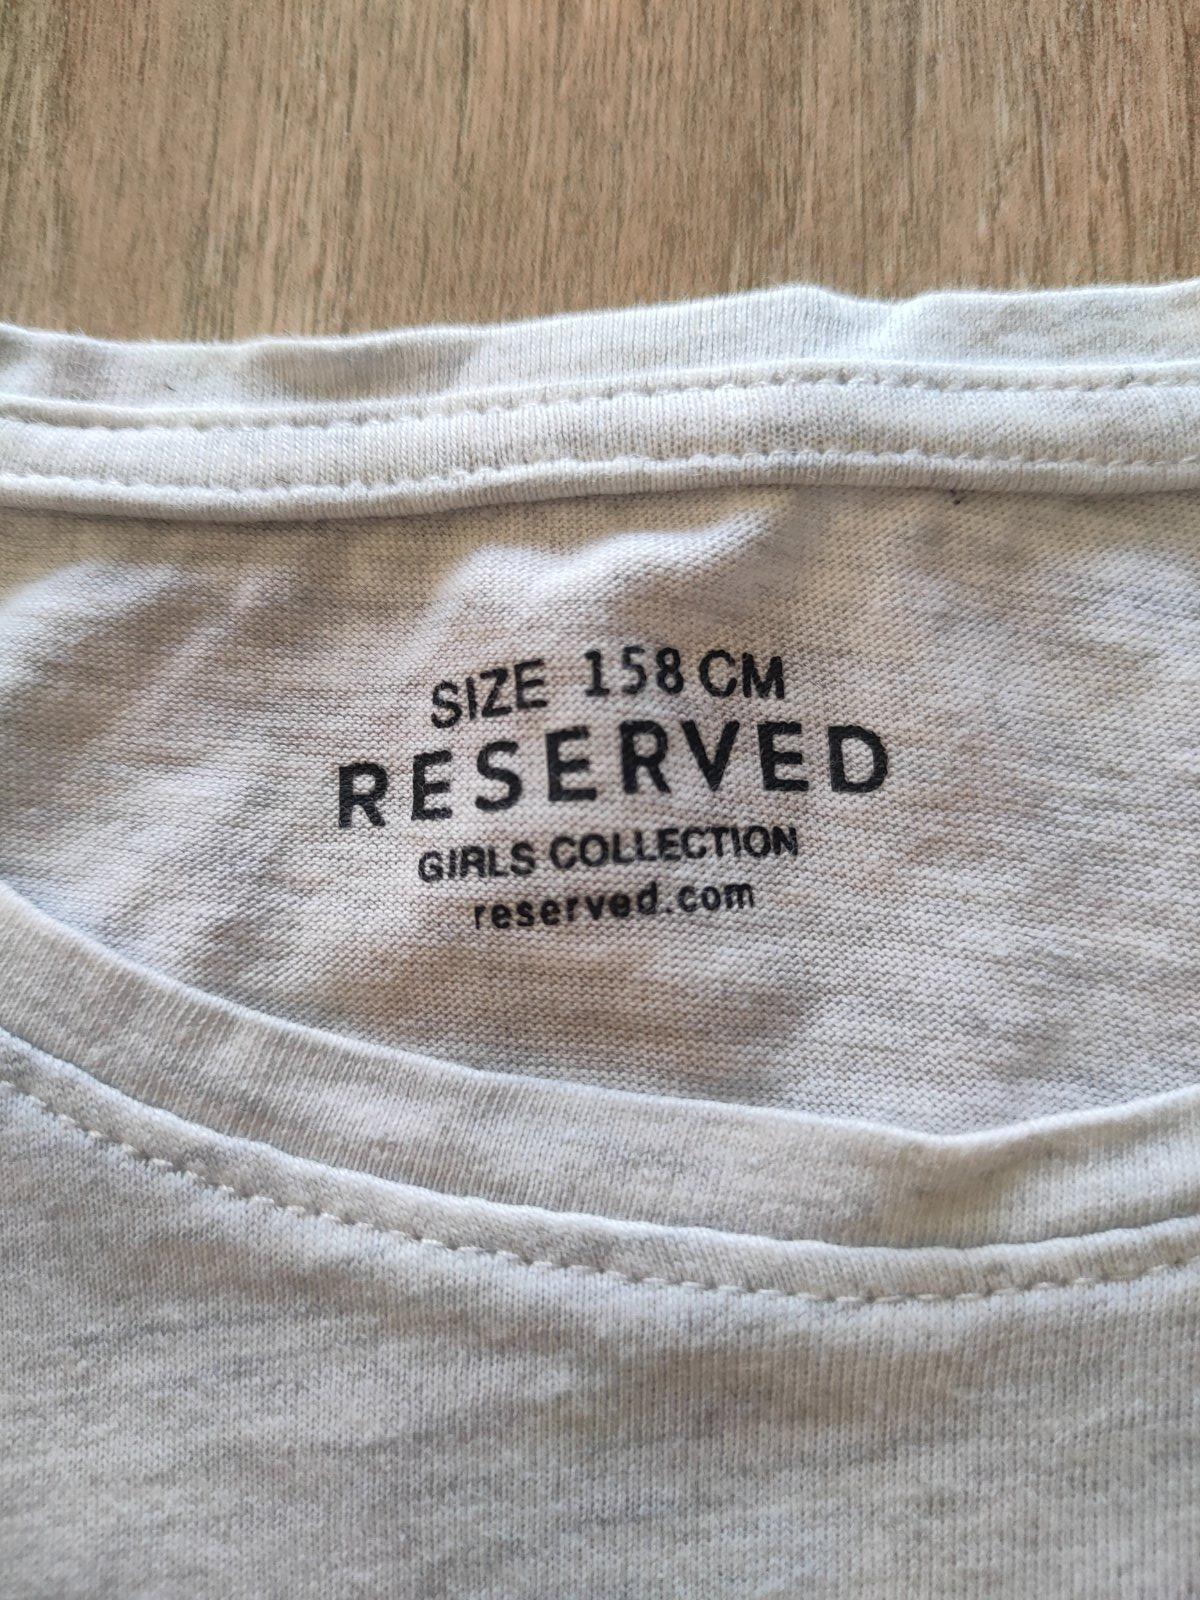 SIZE 158 CM
RESERVED
GIRLS COLLECTION
reserved.com